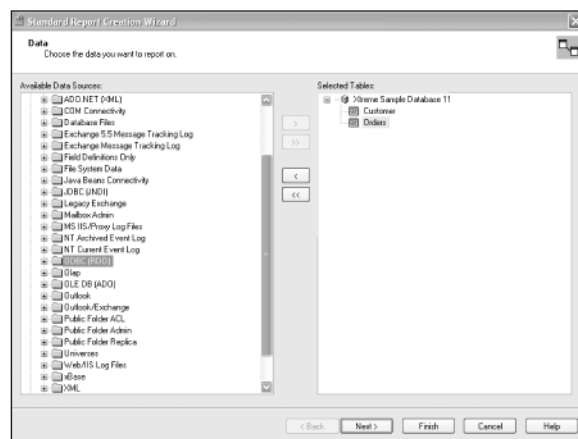 Standard Report Creation Wizard
Data
Choose the data you want to report on.
Available Data Sources:
ADO.NET (XML)
COM Connectivity
Database Files
Exchange 5.5 Message Tracking Log
Exchange Message Tracking Log
Field Definitions Only
File System Data
Java Beans Connectivity
JDBC (JNDI)
Legacy Exchange
Mailbox Admin
MS IIS/Proxy Log Files
NT Archived Event Log
NT Current Event Log
ODBC (RDO)
Olap
OLE DB (ADO)
Outlook
Outlook/Exchange
Public Folder ACL
Public Folder Admin
Public Folder Replica
Universes
Web/IIS Log Files
xBase
XML
>
>>
<
<<
Selected Tables:
Xtreme Sample Database 11
Customer
Orders
< Back
Next >
Finish
Cancel
Help